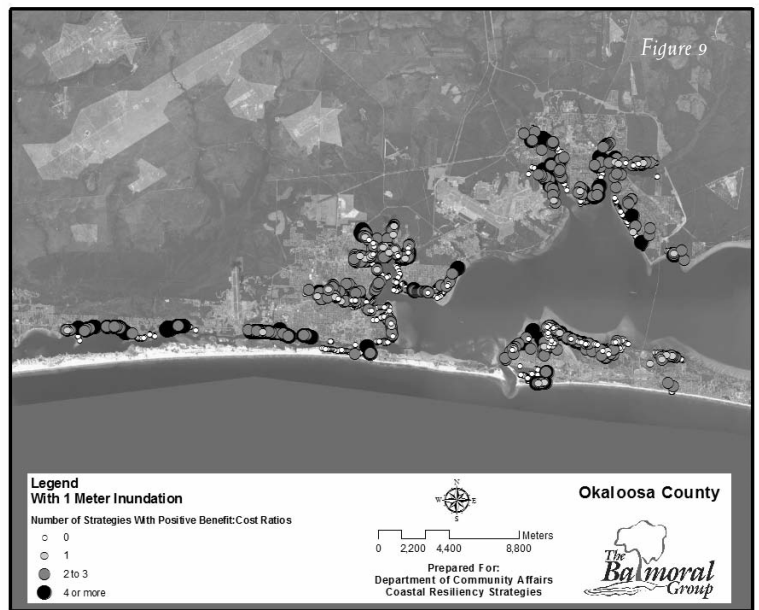 Figure 9
Legend
With 1 Meter Inundation
Number of Strategies With Positive Benefit:Cost Ratios
0
1
2 to 3
4 or more
N
W E
S
Meters
0 2,200 4,400 8,800
Prepared For:
Department of Community Affairs
Coastal Resiliency Strategies
Okaloosa County
The
Balmoral
Group